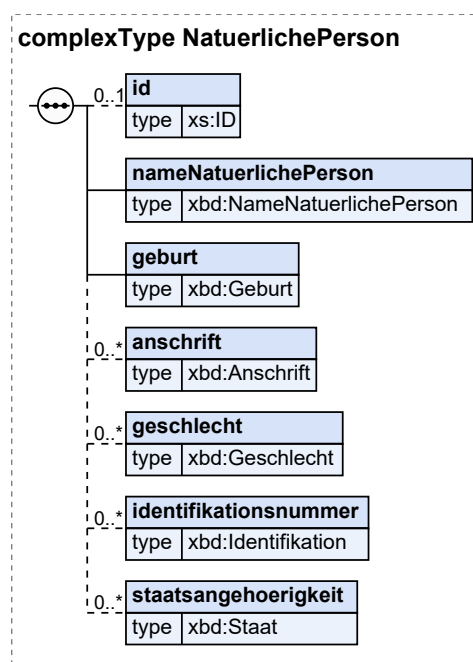 complexType NatuerlichePerson
0..1 id
type xs:ID
nameNatuerlichePerson
type xbd:NameNatuerlichePerson
geburt
type xbd:Geburt
0..* anschrift
type xbd:Anschrift
0..* geschlecht
type xbd:Geschlecht
0..* identifikationsnummer
type xbd:Identifikation
0..* staatsangehoerigkeit
type xbd:Staat